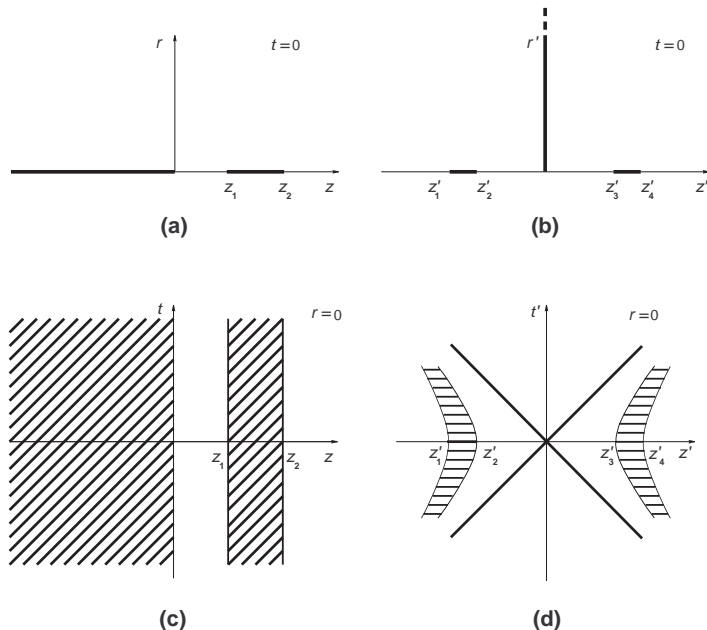 r
t = 0
z₁
z₂
z
(a)
r′
t = 0
z′₁
z′₂
z′₃
z′₄
z′
(b)
t
r = 0
z₁
z₂
z
(c)
t′
r = 0
z′₁
z′₂
z′₃
z′₄
z′
(d)